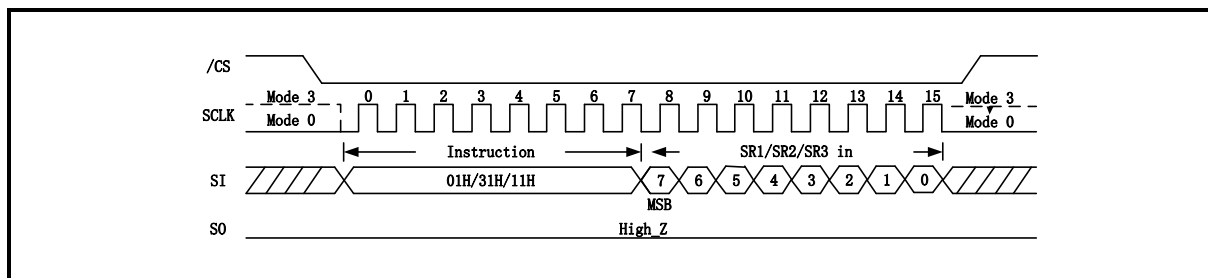 /CS
Mode 3 0 1 2 3 4 5 6 7 8 9 10 11 12 13 14 15 Mode 3
SCLK
Mode 0 Mode 0
Instruction SR1/SR2/SR3 in
SI 01H/31H/11H 7 6 5 4 3 2 1 0
MSB
SO High_Z